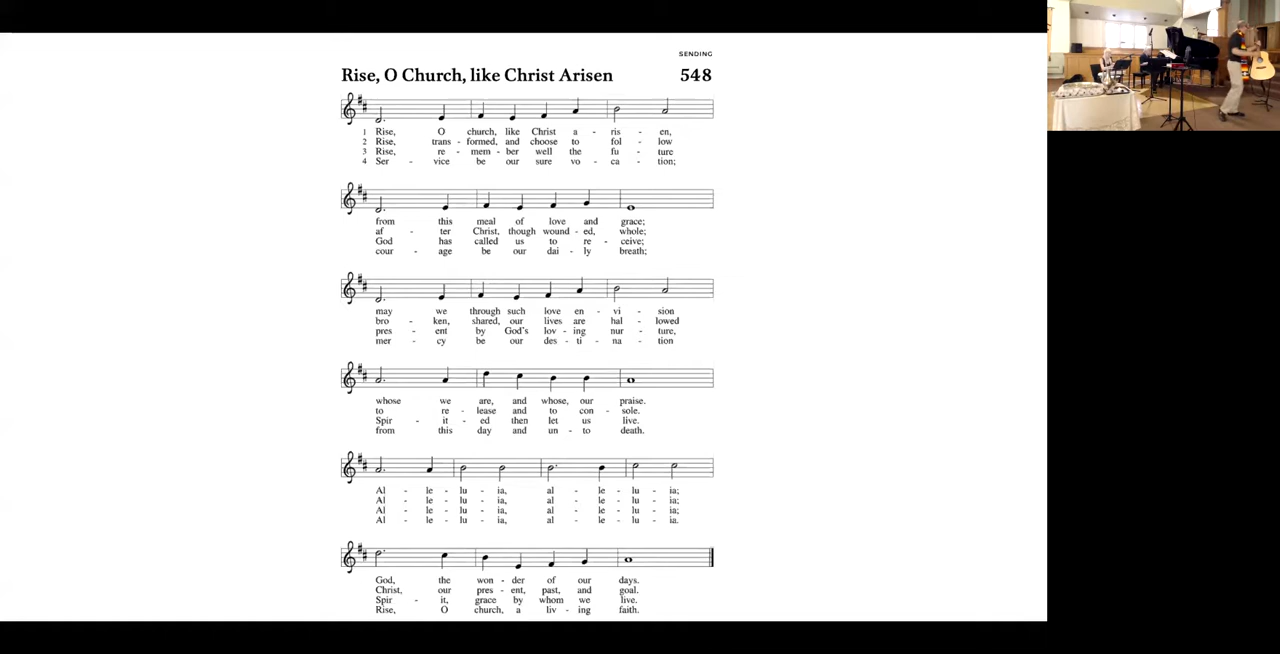 SENDING
Rise, O Church, like Christ Arisen 548
1 Rise, O church, like Christ a - ris - en,
2 Rise, trans - formed, and choose to fol - low
3 Rise, re - mem - ber well the fu - ture
4 Ser - vice be our sure vo - ca - tion;
from this meal of love and grace;
af - ter Christ, though wound - ed, whole;
God has called us to re - ceive;
cour - age be our dai - ly breath;
may we through such love en - vi - sion
bro - ken, shared, our lives are hal - lowed
pres - ent by God's lov - ing nur - ture,
mer - cy be our des - ti - na - tion
whose we are, and whose, our praise.
to re - lease and to con - sole.
Spir - it - ed then let us live.
from this day and un - to death.
Al - le - lu - ia, al - le - lu - ia;
Al - le - lu - ia, al - le - lu - ia;
Al - le - lu - ia, al - le - lu - ia;
Al - le - lu - ia, al - le - lu - ia.
God, the won - der of our days.
Christ, our pres - ent, past, and goal.
Spir - it, grace by whom we live.
Rise, O church, a liv - ing faith.